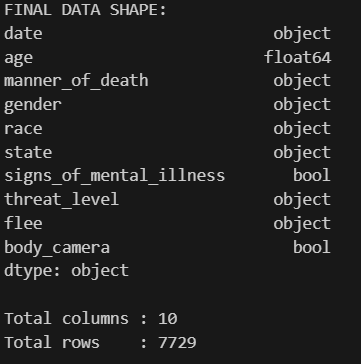 FINAL DATA SHAPE:
date object
age float64
manner_of_death object
gender object
race object
state object
signs_of_mental_illness bool
threat_level object
flee object
body_camera bool
dtype: object
Total columns : 10
Total rows : 7729